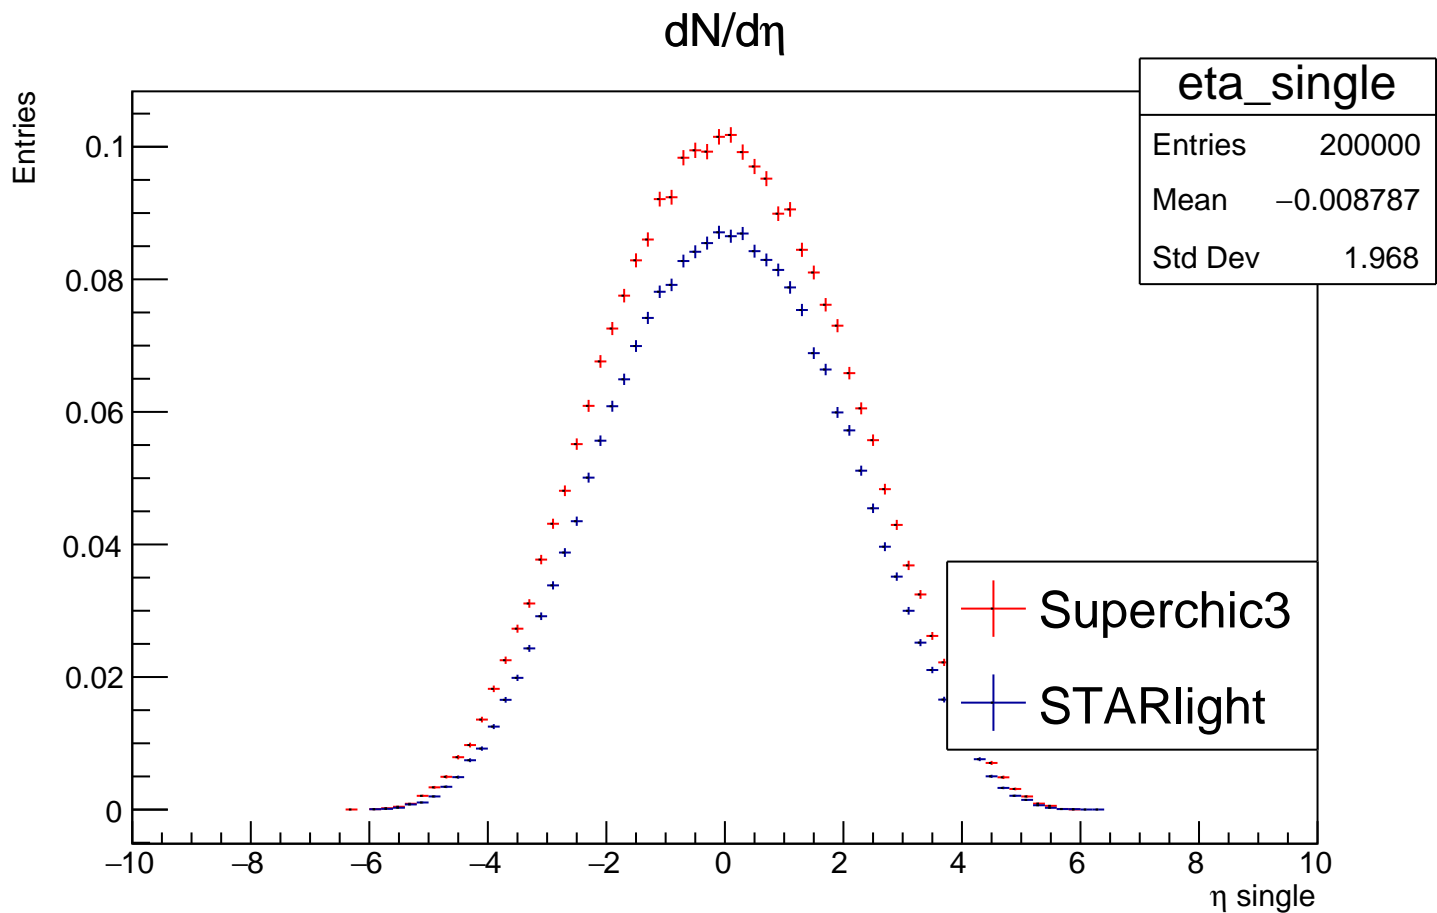 dN/dη
eta_single
Entries 200000
Mean −0.008787
Std Dev 1.968
Entries
0.1
0.08
0.06
0.04
0.02
0
Superchic3
STARlight
−10 −8 −6 −4 −2 0 2 4 6 8 10
η single